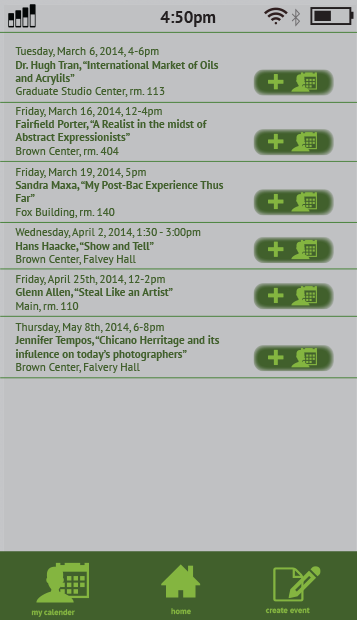 4:50pm
Tuesday, March 6, 2014, 4-6pm
Dr. Hugh Tran, “International Market of Oils
and Acrylils”
Graduate Studio Center, rm. 113
Friday, March 16, 2014, 12-4pm
Fairfield Porter, “A Realist in the midst of
Abstract Expressionists”
Brown Center, rm. 404
Friday, March 19, 2014, 5pm
Sandra Maxa, “My Post-Bac Experience Thus
Far”
Fox Building, rm. 140
Wednesday, April 2, 2014, 1:30 - 3:00pm
Hans Haacke, “Show and Tell”
Brown Center, Falvey Hall
Friday, April 25th, 2014, 12-2pm
Glenn Allen, “Steal Like an Artist”
Main, rm. 110
Thursday, May 8th, 2014, 6-8pm
Jennifer Tempos, “Chicano Herritage and its
infulence on today’s photographers”
Brown Center, Falvery Hall
my calender
home
create event